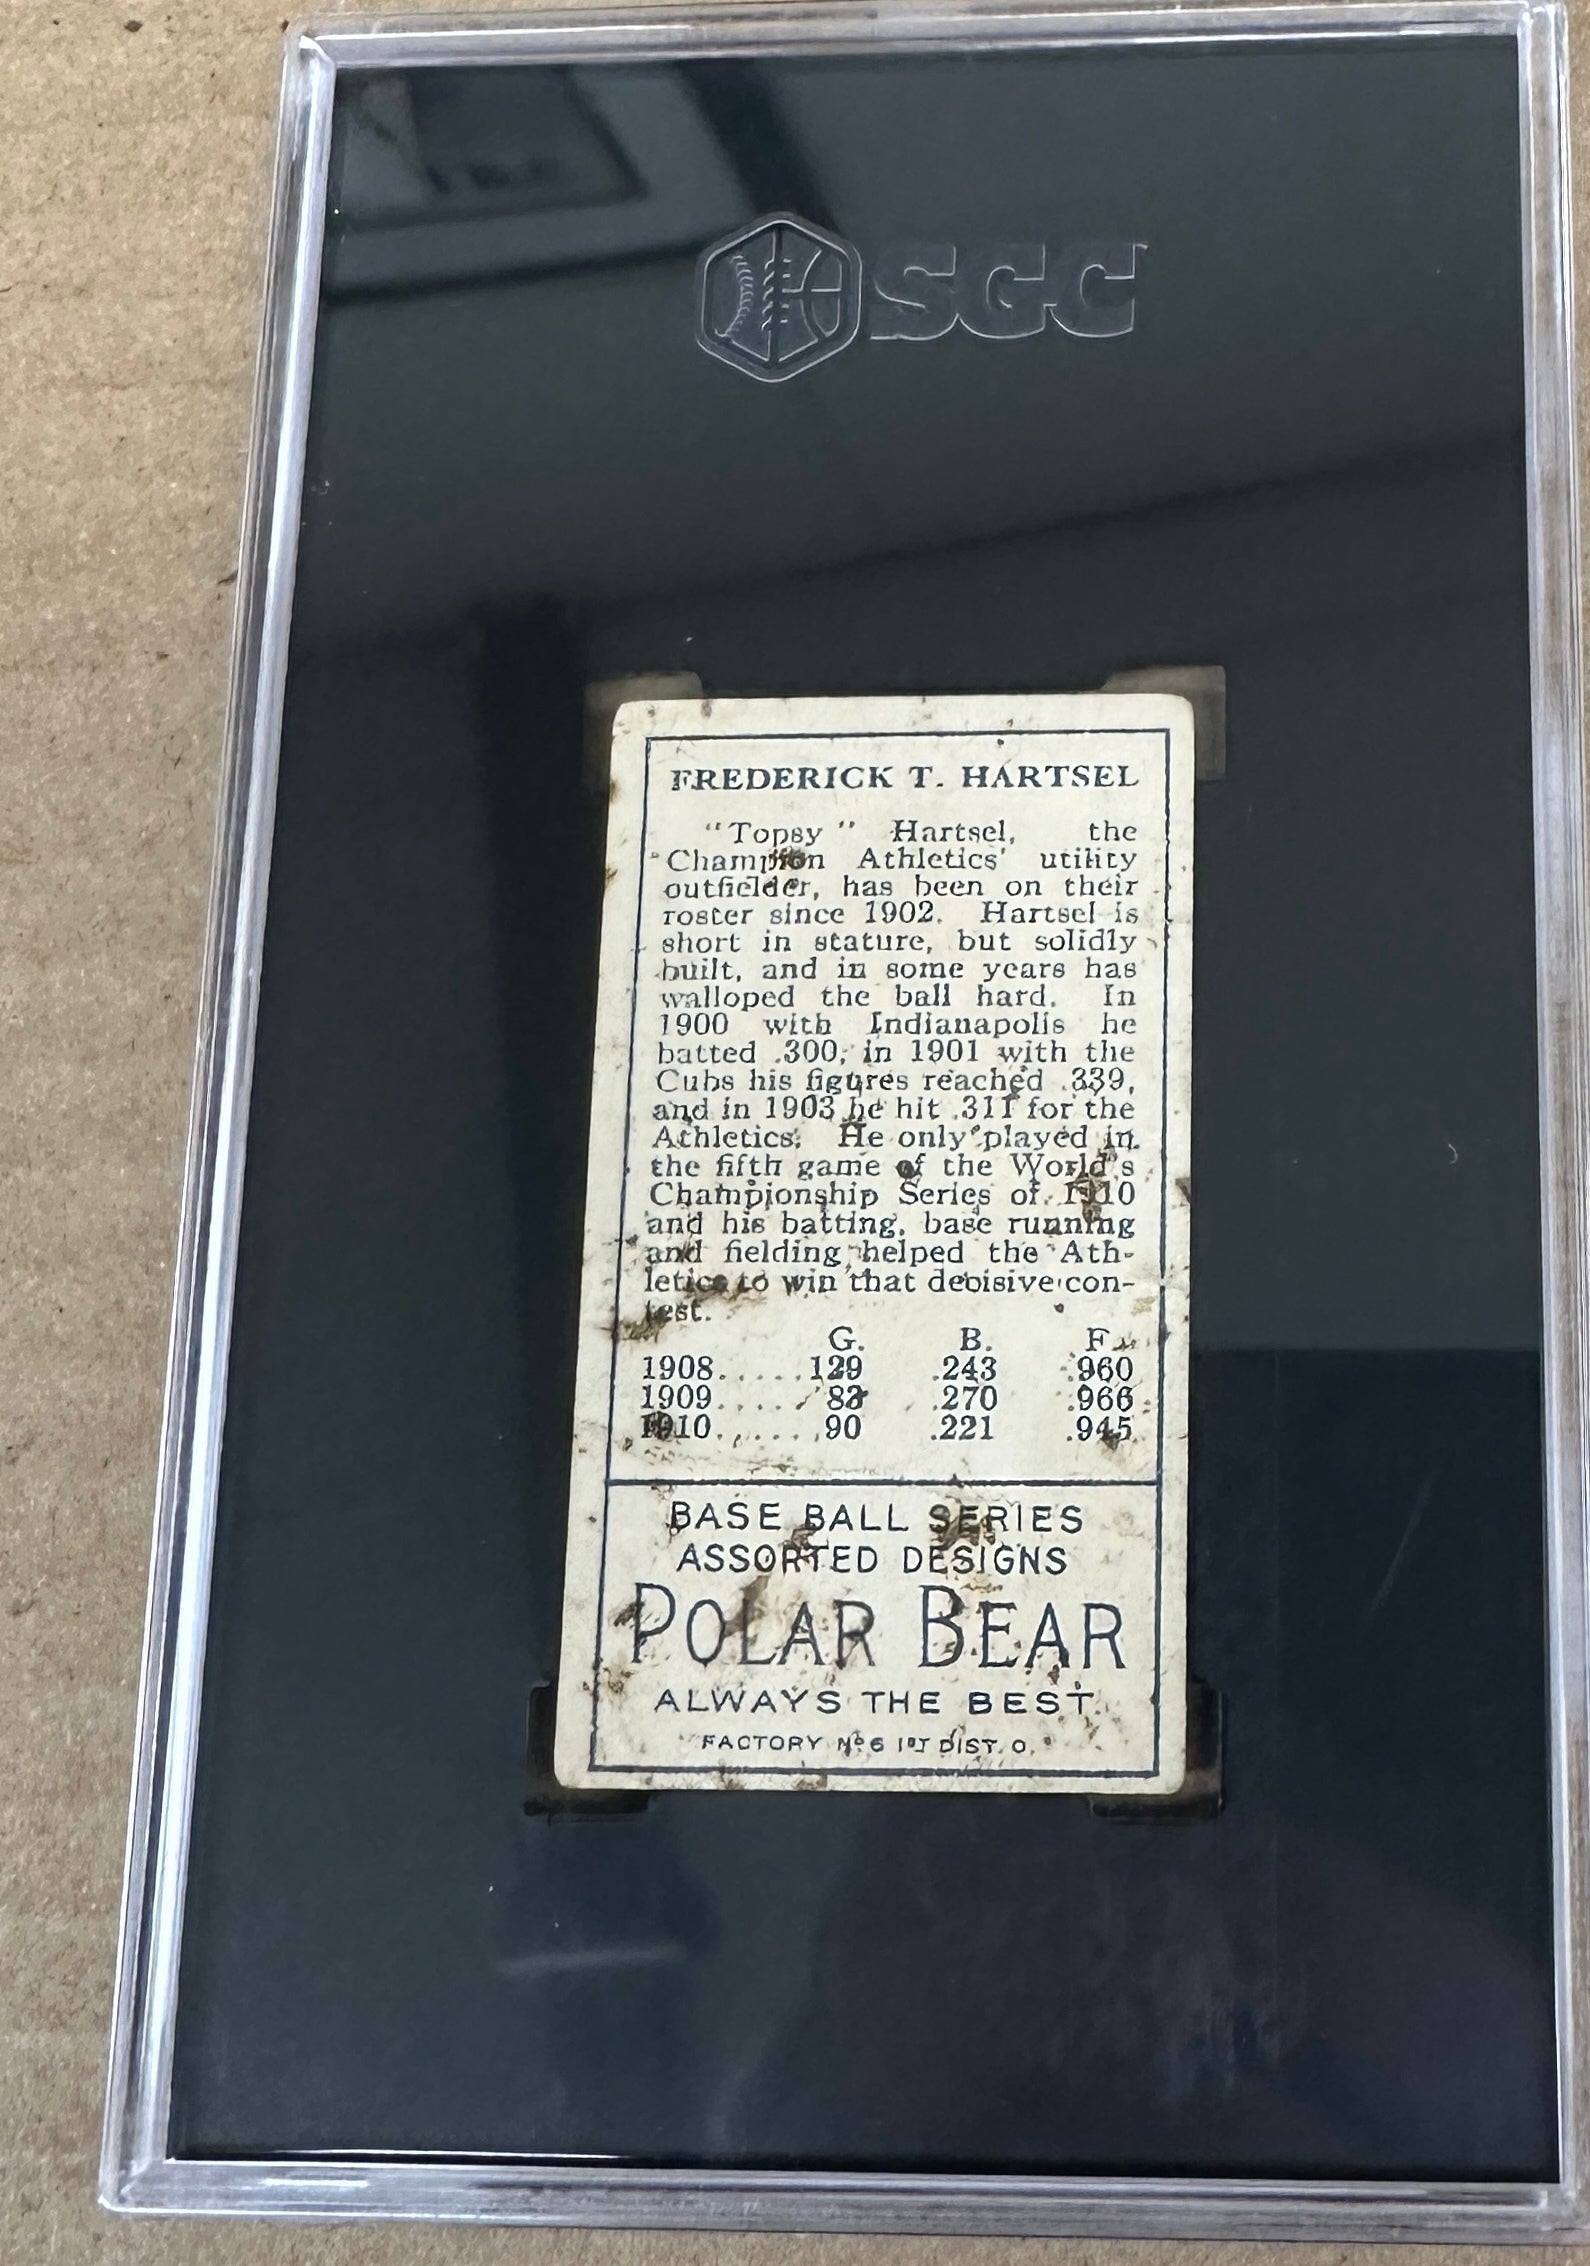 SGC
FREDERICK T. HARTSEL
"Topsy" Hartsel, the
Champion Athletics' utility
outfielder, has been on their
roster since 1902. Hartsel is
short in stature, but solidly
built, and in some years has
walloped the ball hard. In
1900 with Indianapolis he
batted .300; in 1901 with the
Cubs his figures reached .339,
and in 1903 he hit .311 for the
Athletics. He only played in
the fifth game of the World's
Championship Series of 1910
and his batting, base running
and fielding helped the Ath-
letics to win that decisive con-
test.
G. B. F.
1908......129 .243 .960
1909...... 83 .270 .966
1910...... 90 .221 .945
BASE BALL SERIES
ASSORTED DESIGNS
POLAR BEAR
ALWAYS THE BEST.
FACTORY No 6 1ST DIST. O.